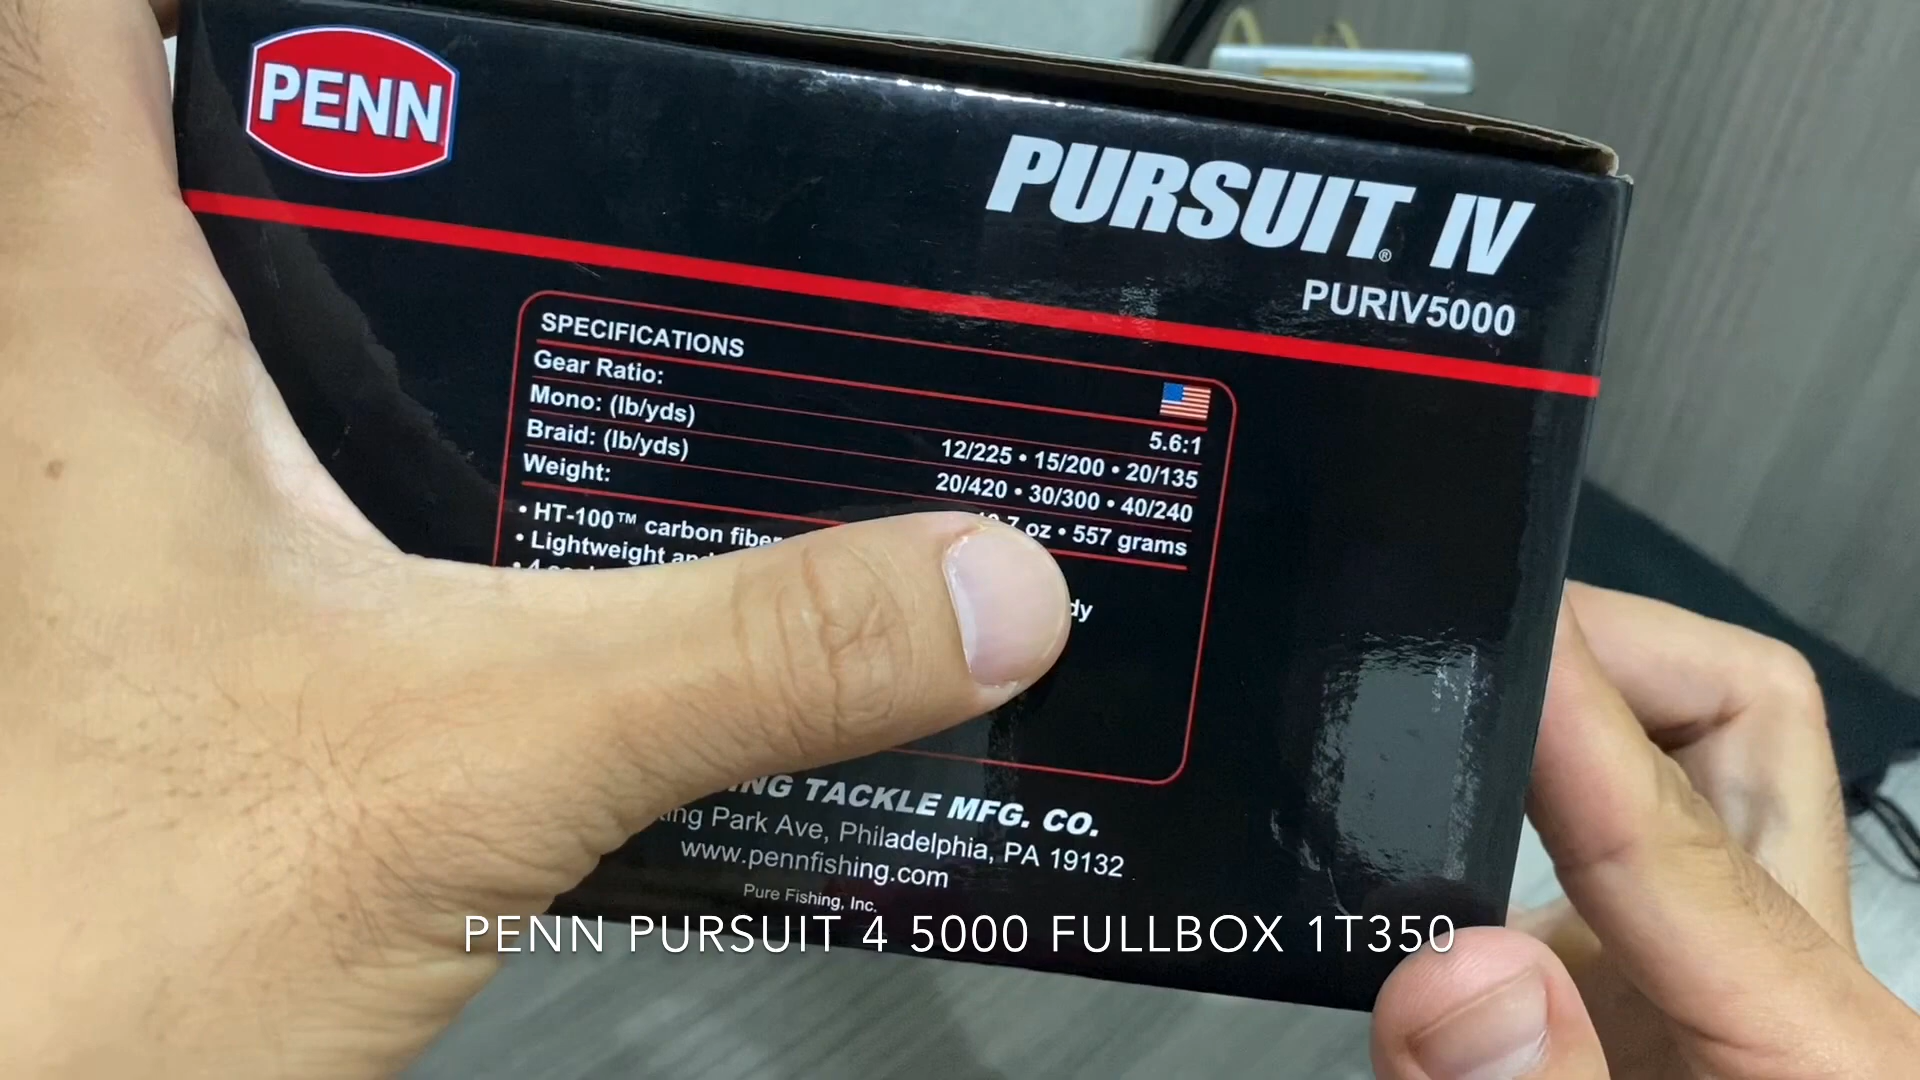 PENN
PURSUIT® IV
PURIV5000
SPECIFICATIONS
Gear Ratio: 5.6:1
Mono: (lb/yds) 12/225 • 15/200 • 20/135
Braid: (lb/yds) 20/420 • 30/300 • 40/240
Weight: oz • 557 grams
• HT-100™ carbon fiber
• Lightweight
TACKLE MFG. CO.
Park Ave, Philadelphia, PA 19132
www.pennfishing.com
Pure Fishing, Inc.
PENN PURSUIT 4 5000 FULLBOX 1T350